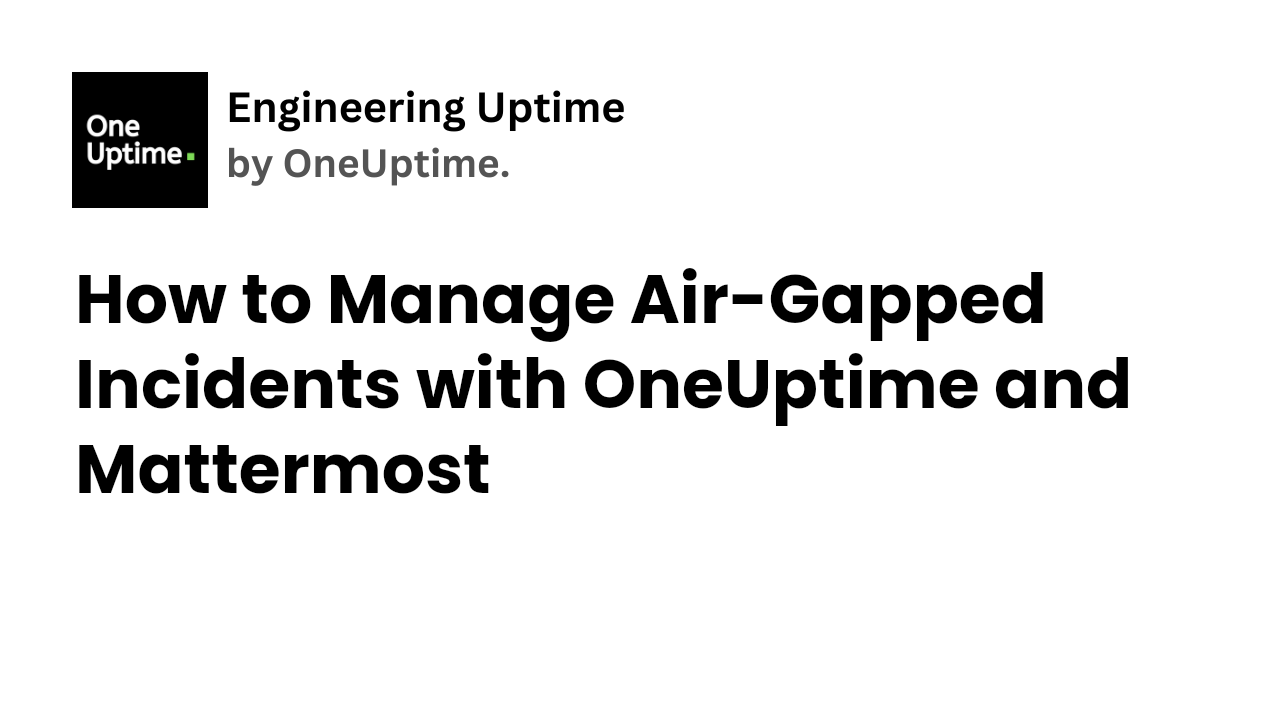 One
Uptime.
Engineering Uptime
by OneUptime.
How to Manage Air-Gapped
Incidents with OneUptime and
Mattermost